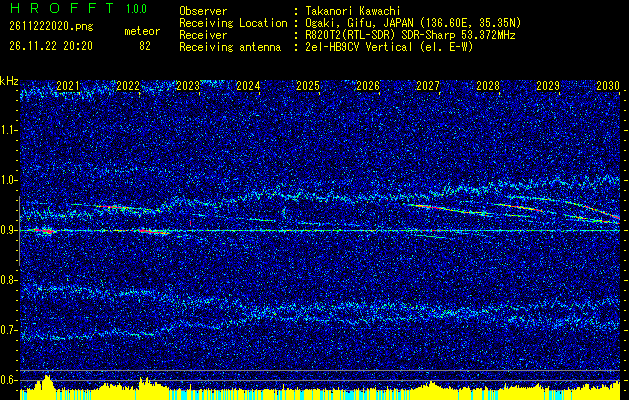 H R O F F T 1.0.0
2611222020.png
26.11.22 20:20
meteor
82
Observer : Takanori Kawachi
Receiving Location : Ogaki, Gifu, JAPAN (136.60E, 35.35N)
Receiver : R820T2(RTL-SDR) SDR-Sharp 53.372MHz
Receiving antenna : 2el-HB9CV Vertical (el. E-W)
kHz
2021 2022 2023 2024 2025 2026 2027 2028 2029 2030
1.1
1.0
0.9
0.8
0.7
0.6